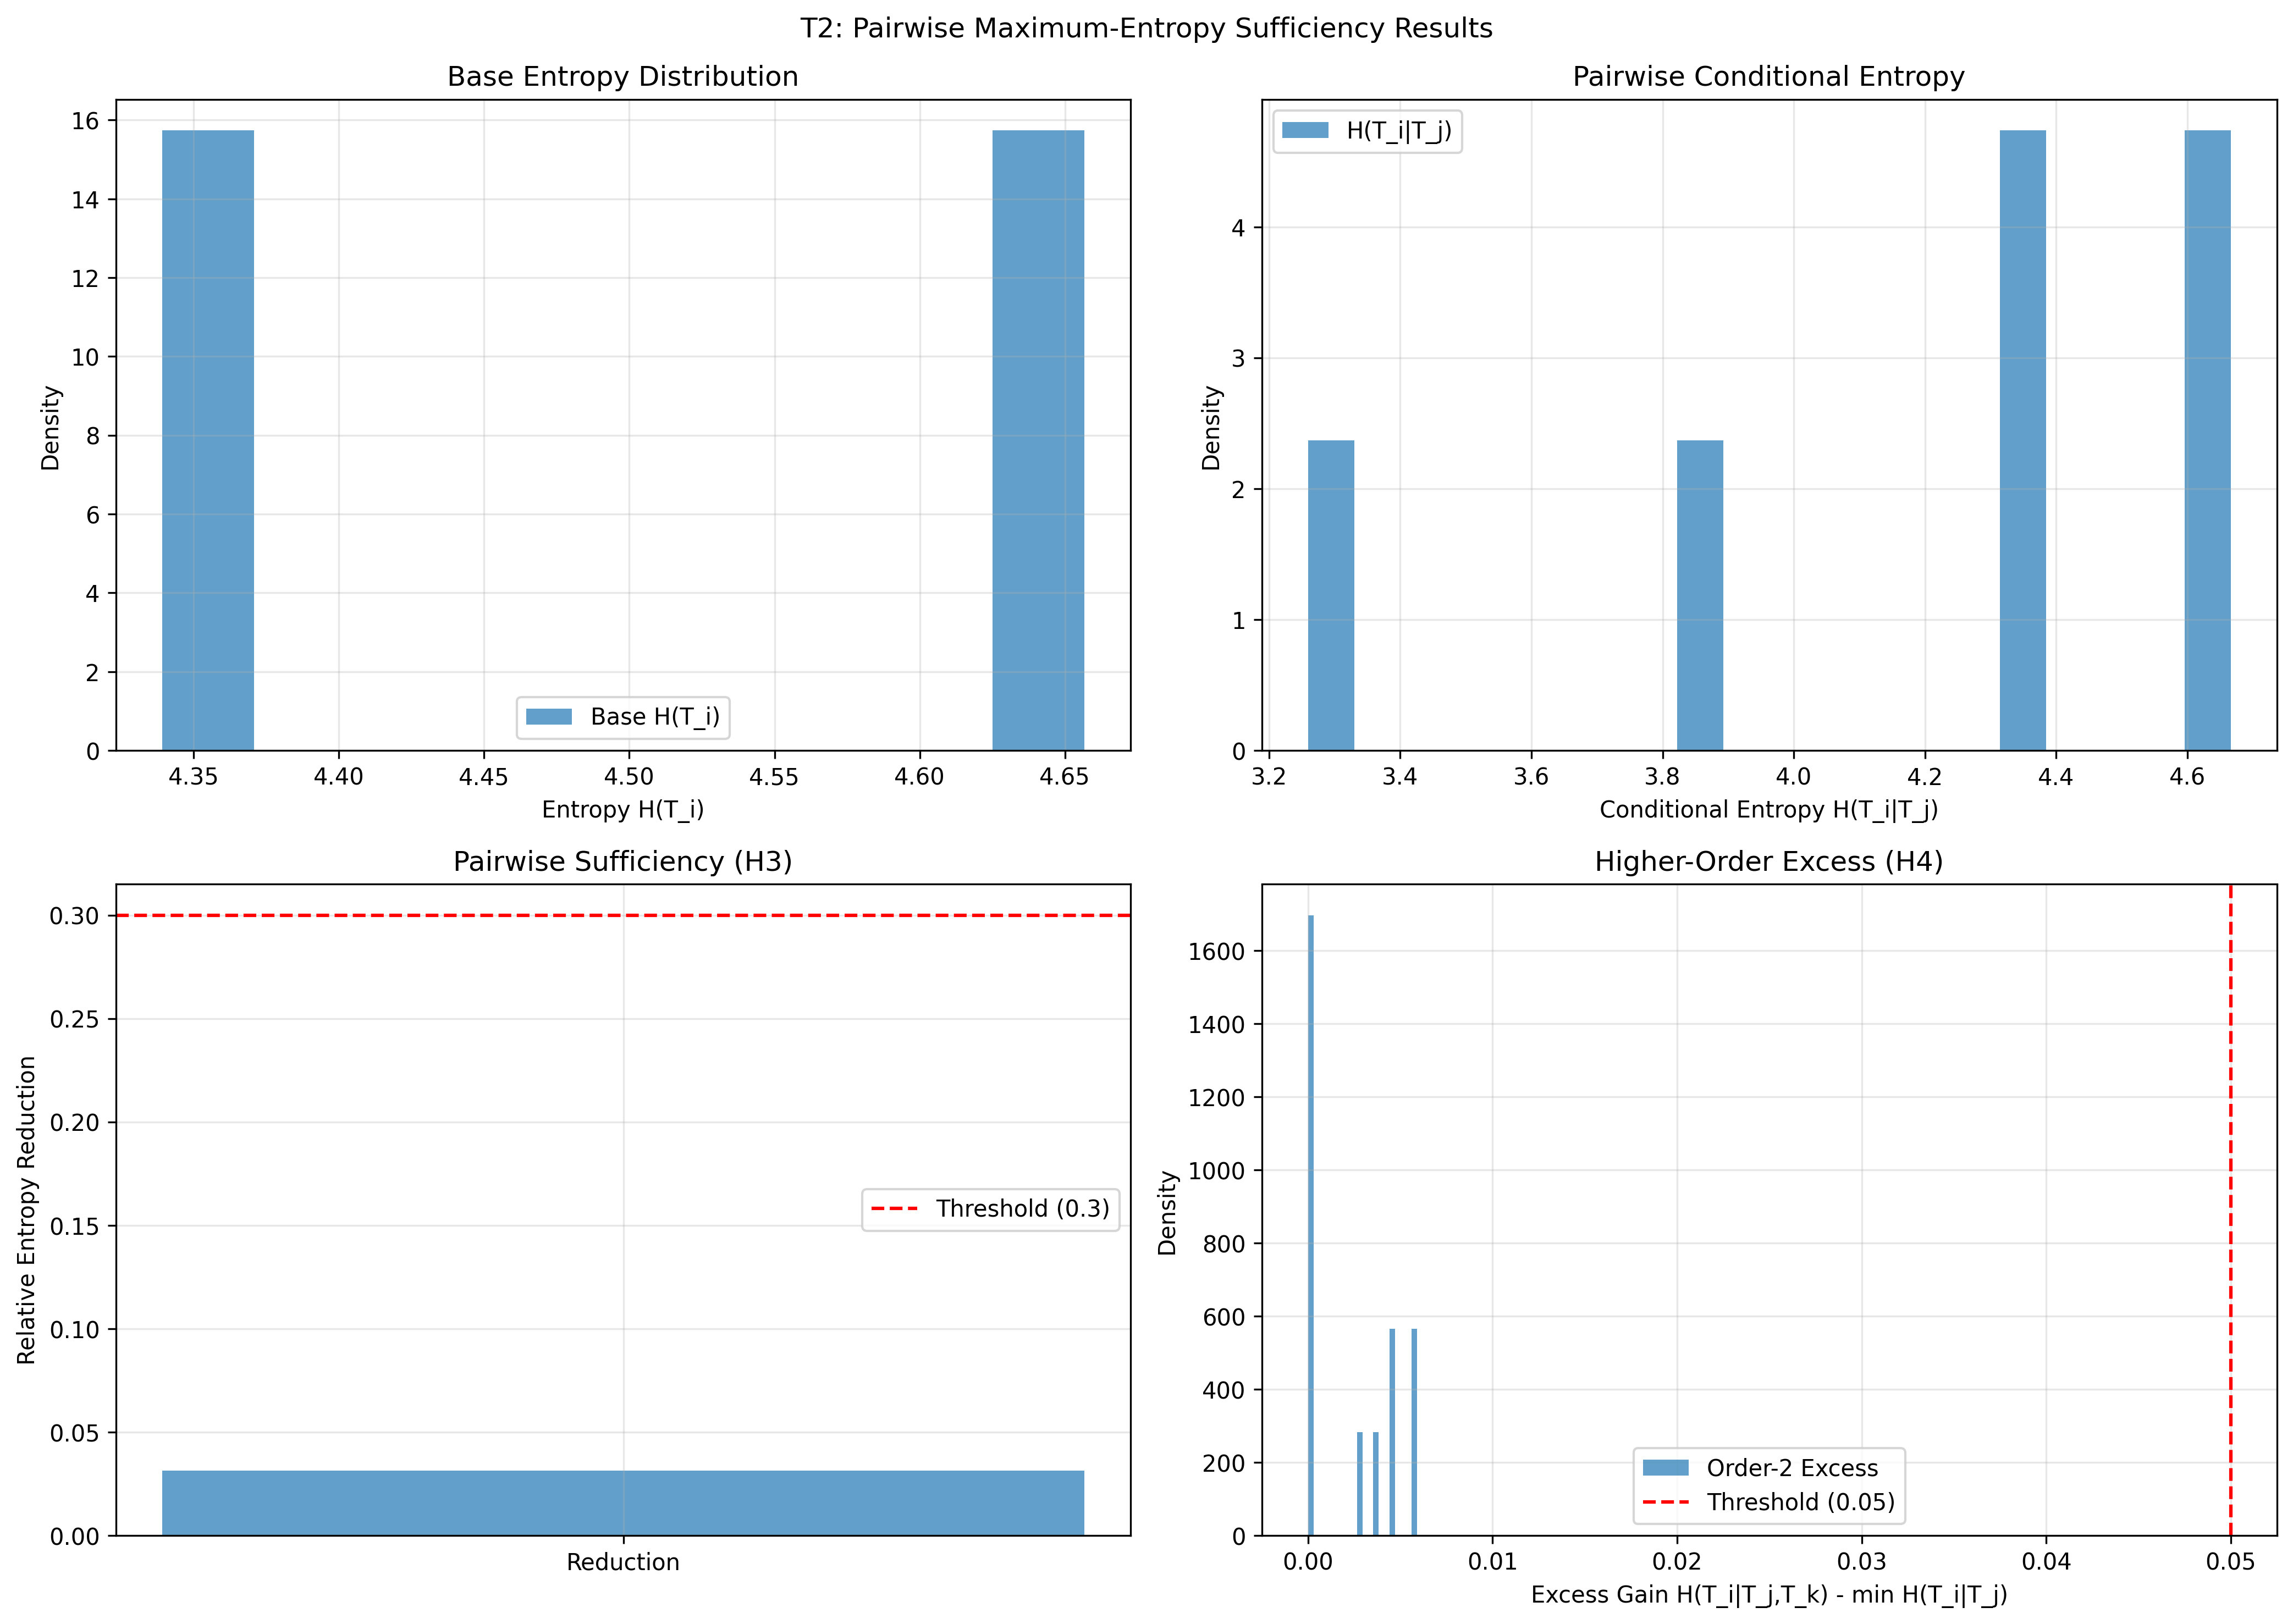 T2: Pairwise Maximum-Entropy Sufficiency Results
Base Entropy Distribution
16
14
12
10
8
6
4
2
0
Density
Base H(T_i)
4.35 4.40 4.45 4.50 4.55 4.60 4.65
Entropy H(T_i)
Pairwise Conditional Entropy
H(T_i|T_j)
4
3
2
1
0
Density
3.2 3.4 3.6 3.8 4.0 4.2 4.4 4.6
Conditional Entropy H(T_i|T_j)
Pairwise Sufficiency (H3)
0.30
0.25
0.20
0.15
0.10
0.05
0.00
Relative Entropy Reduction
Threshold (0.3)
Reduction
Higher-Order Excess (H4)
1600
1400
1200
1000
800
600
400
200
0
Density
Order-2 Excess
Threshold (0.05)
0.00 0.01 0.02 0.03 0.04 0.05
Excess Gain H(T_i|T_j,T_k) - min H(T_i|T_j)